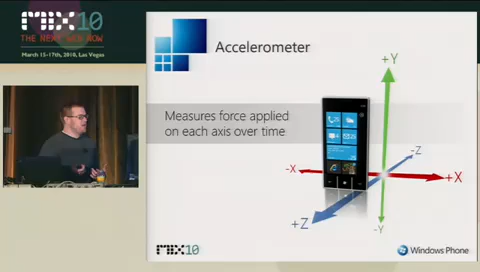 MIX10
THE NEXT WEB NOW
March 15-17th, 2010, Las Vegas
Accelerometer
Measures force applied
on each axis over time
+Y
-Z
-X
+X
+Z
-Y
MIX10
Windows Phone